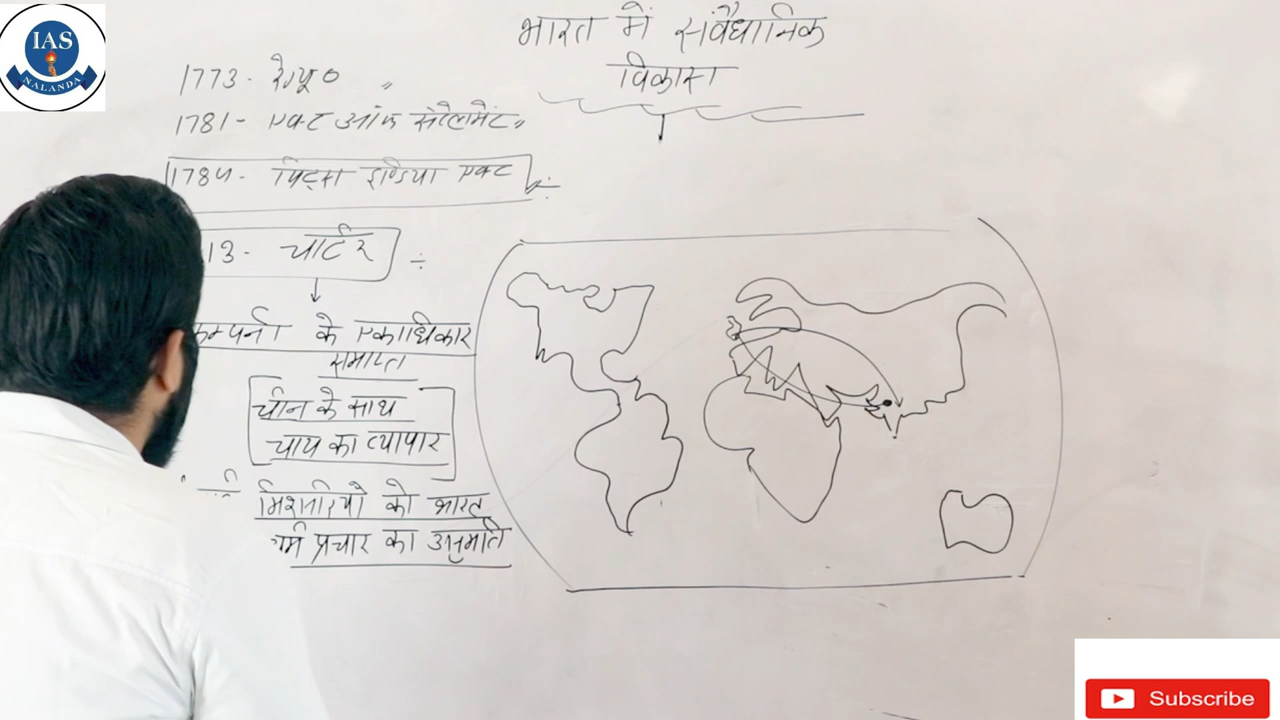 IAS
NALANDA
भारत में संवैधानिक
विकास
1773- रेग्यू० "
1781- एक्ट ऑफ सेटेलमेंट"
1784- पिट्स इण्डिया एक्ट
13- चार्टर
कम्पनी के एकाधिकार
समाप्त
चीन के साथ
चाय का व्यापार
मिशनरियों को भारत
धर्म प्रचार का अनुमति
Subscribe